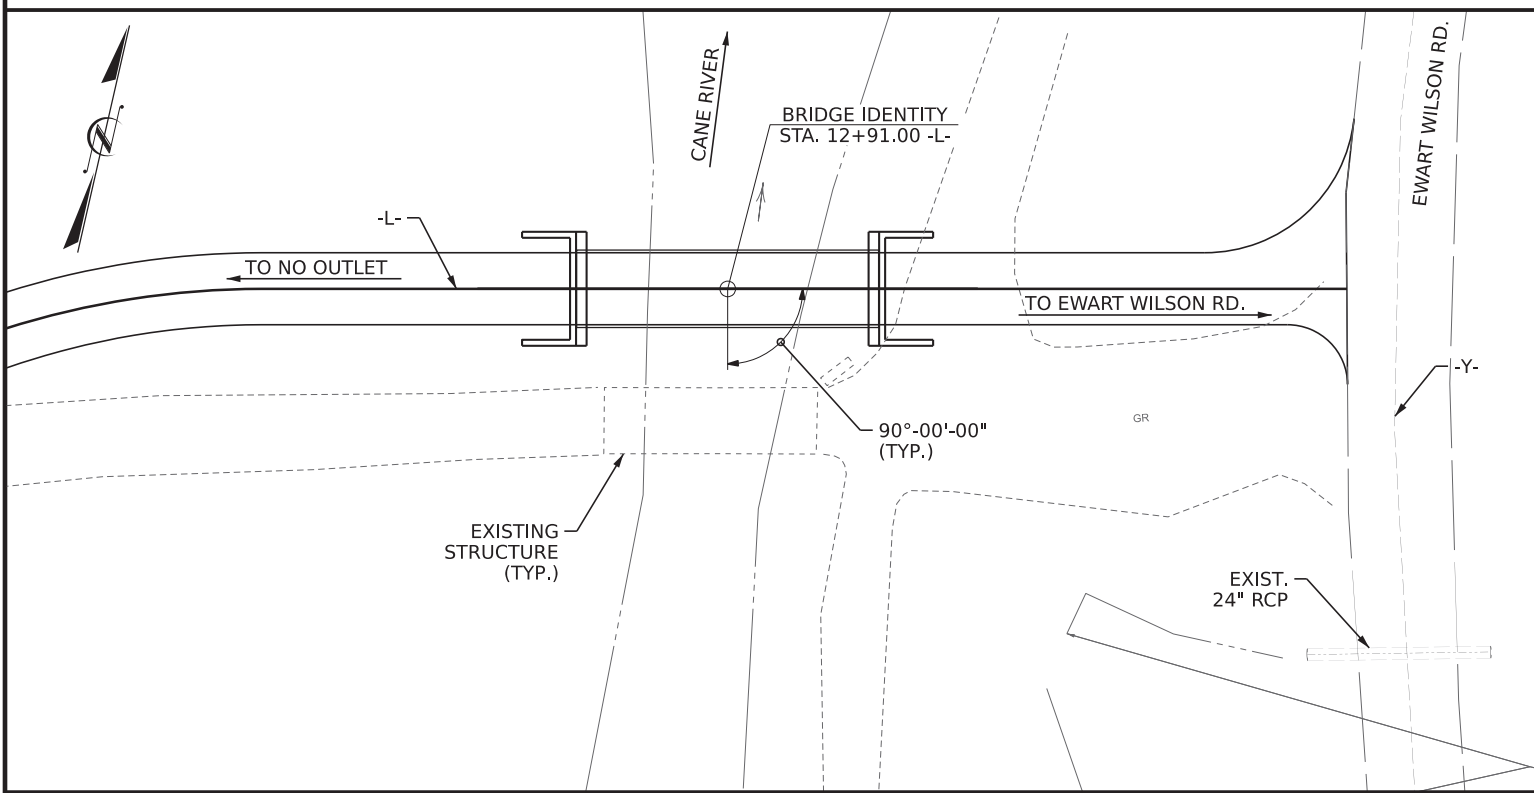 CANE RIVER
EWART WILSON RD.
BRIDGE IDENTITY
STA. 12+91.00 -L-
N
-L-
TO NO OUTLET
TO EWART WILSON RD.
-Y-
GR
90°-00'-00"
(TYP.)
EXISTING
STRUCTURE
(TYP.)
EXIST.
24" RCP